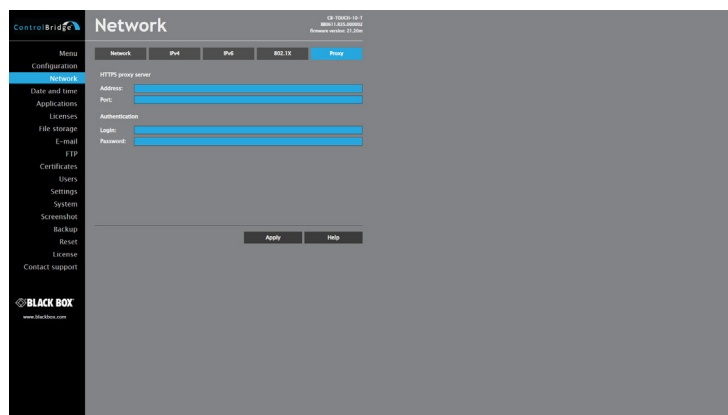 ControlBridge
Network
CB-TOUCH-10-T
Menu
Configuration
Network
Date and time
Applications
Licenses
File storage
E-mail
FTP
Certificates
Users
Settings
System
Screenshot
Backup
Reset
License
Contact support
BLACK BOX
www.blackbox.com
Network IPv4 IPv6 802.1X Proxy
HTTPS proxy server
Address:
Port:
Authentication
Login:
Password:
Apply Help